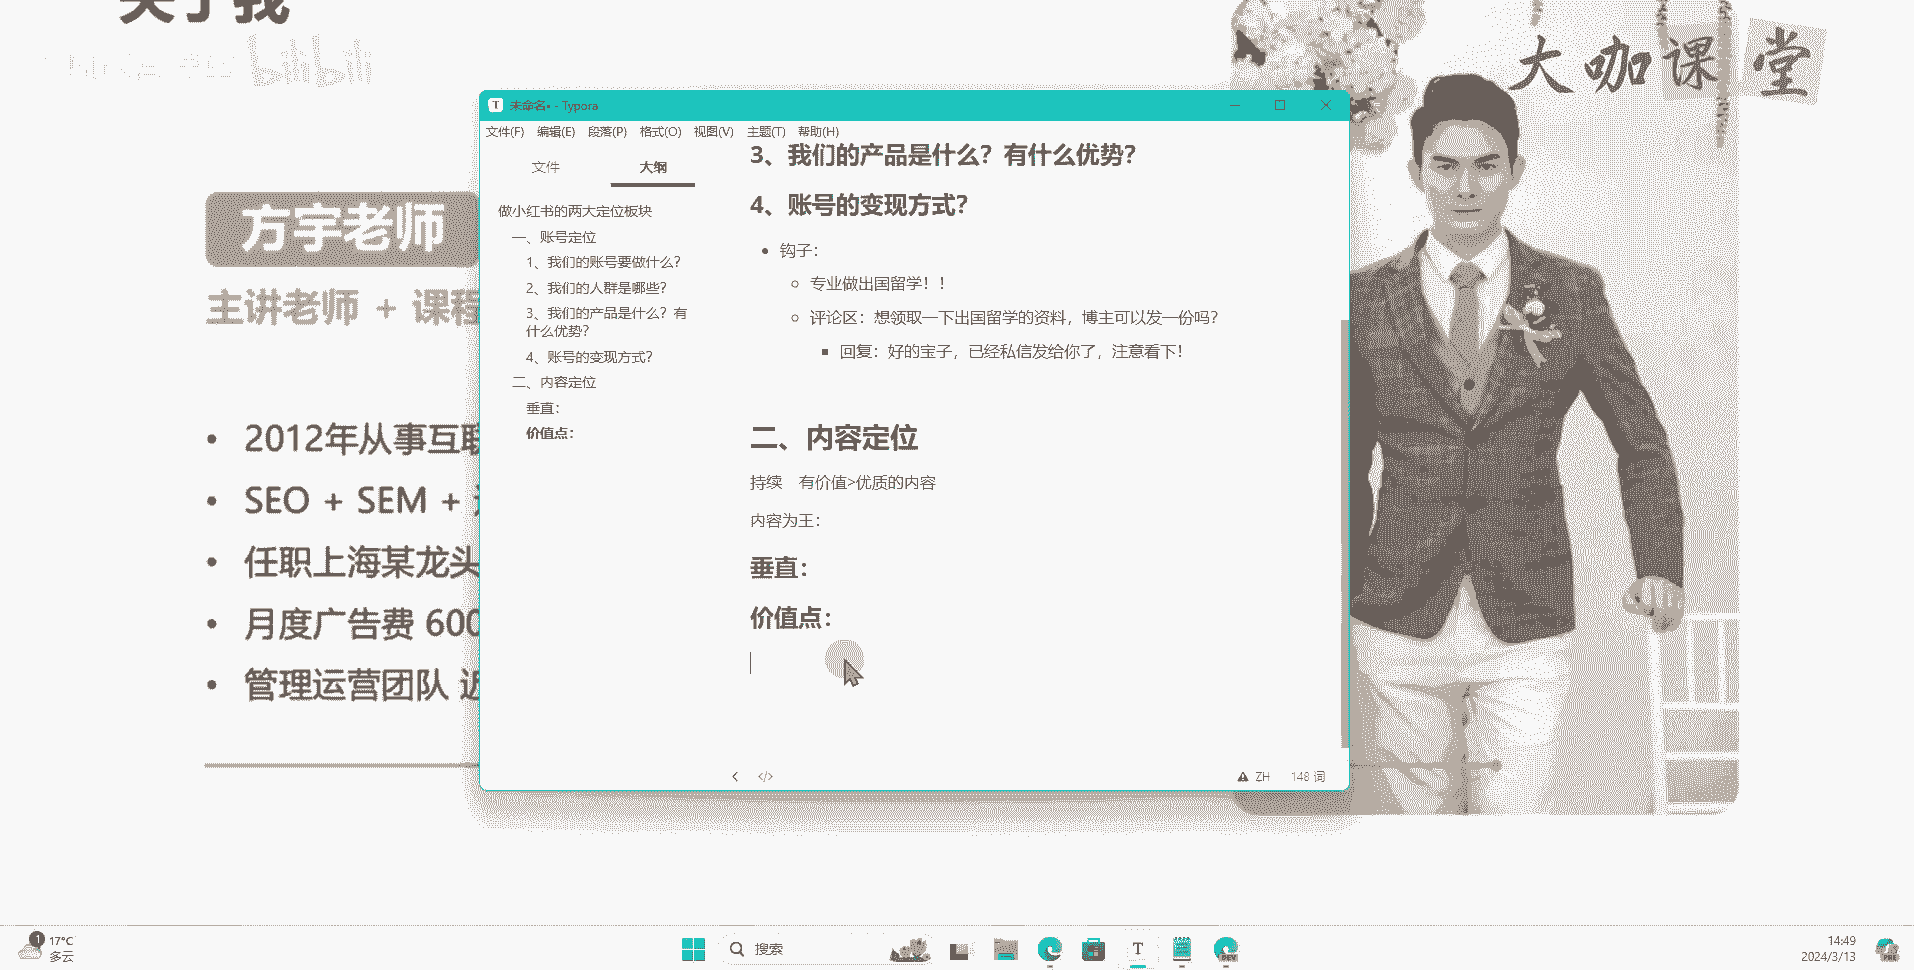 关于我
bilibili
大咖课堂
方宇老师
主讲老师 + 课程
2012年从事互联
SEO + SEM +
任职上海某龙头
月度广告费 600
管理运营团队 近
未命名• - Typora
文件(F) 编辑(E) 段落(P) 格式(O) 视图(V) 主题(T) 帮助(H)
文件 大纲
做小红书的两大定位板块
一、账号定位
1、我们的账号要做什么？
2、我们的人群是哪些？
3、我们的产品是什么？有
什么优势？
4、账号的变现方式？
二、内容定位
垂直：
价值点：
3、我们的产品是什么？有什么优势？
4、账号的变现方式？
钩子：
专业做出国留学！！
评论区：想领取一下出国留学的资料，博主可以发一份吗？
回复：好的宝子，已经私信发给你了，注意看下！
二、内容定位
持续 有价值>优质的内容
内容为王：
垂直：
价值点：
</> ZH 148 词
1 17°C
多云
搜索
T
DEV
14:49
2024/3/13
PRE